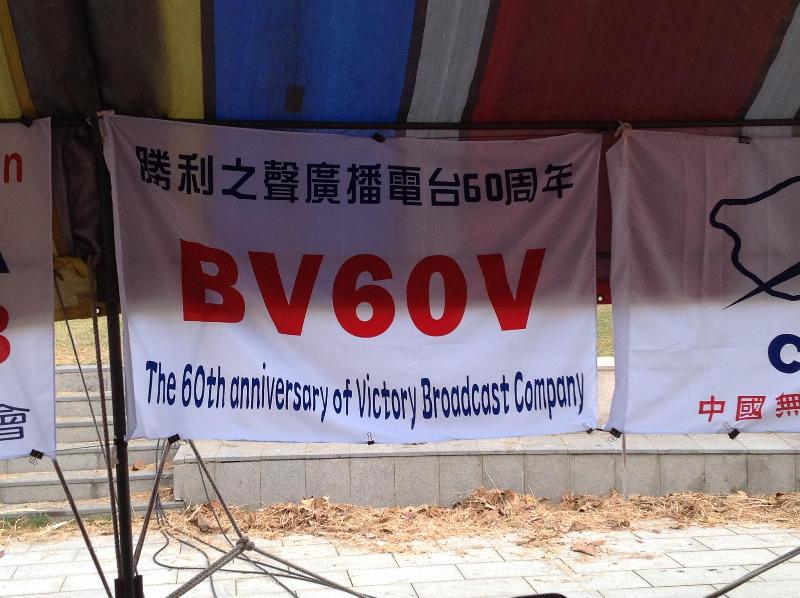 勝利之聲廣播電台60周年
BV60V
The 60th anniversary of Victory Broadcast Company
會
中國無